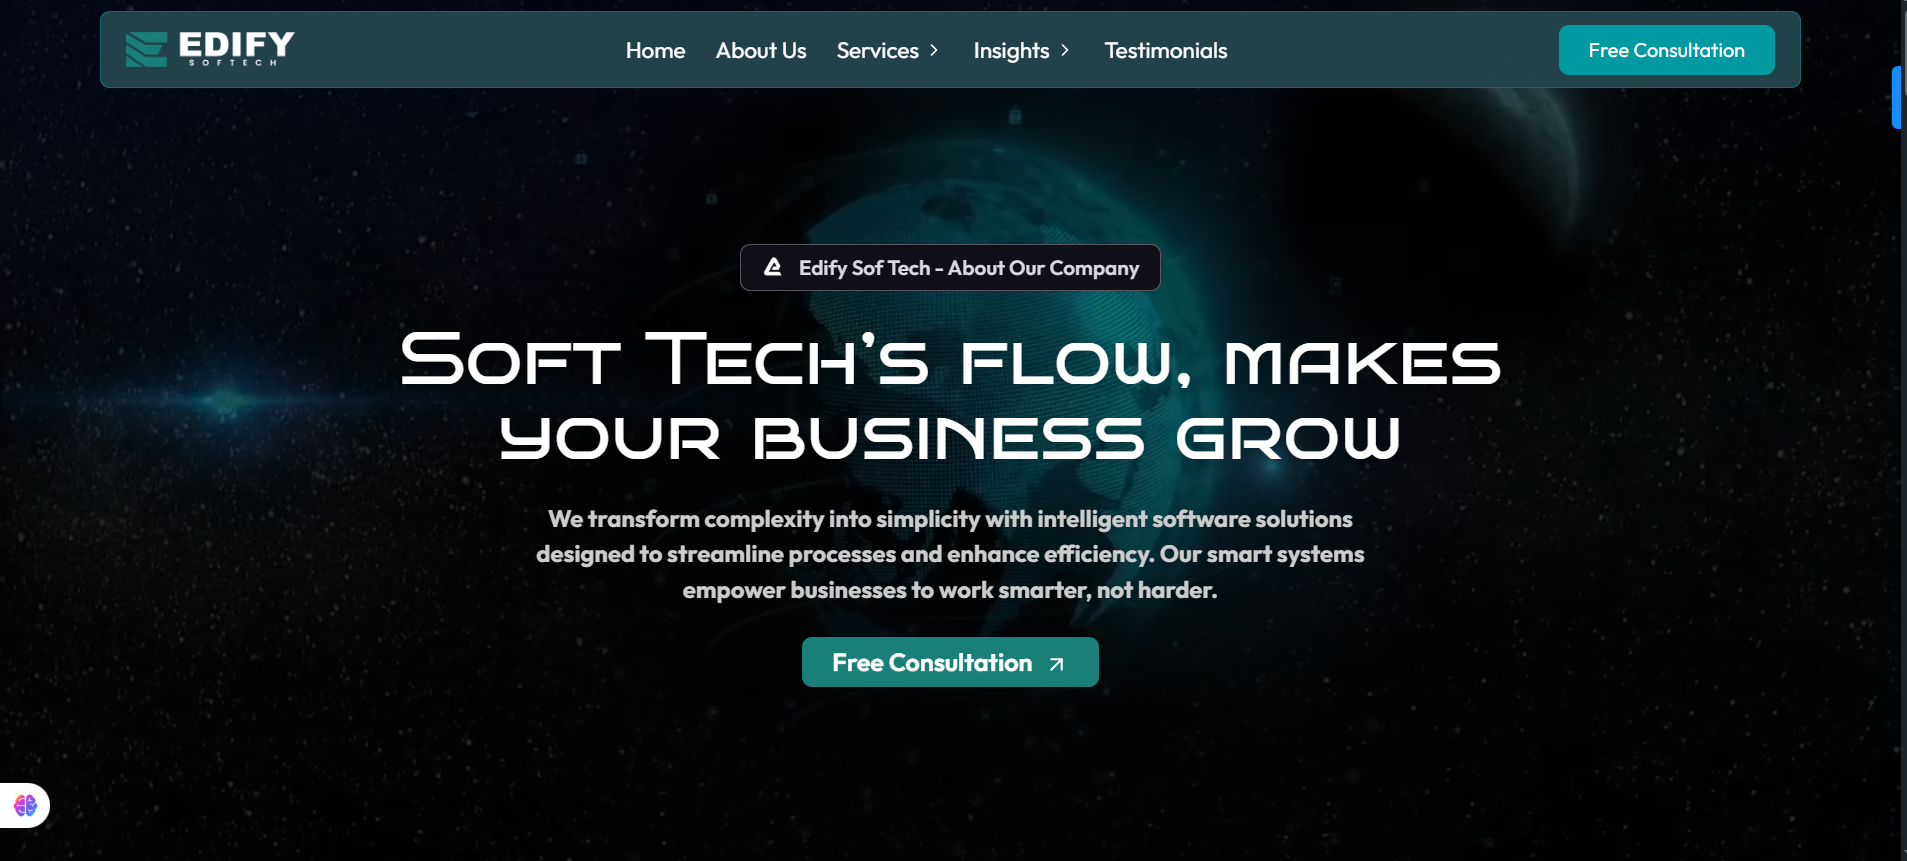 EDIFY
SOFTECH
Home About Us Services Insights Testimonials
Free Consultation
Edify Sof Tech - About Our Company
Soft Tech's flow, makes
your business grow
We transform complexity into simplicity with intelligent software solutions
designed to streamline processes and enhance efficiency. Our smart systems
empower businesses to work smarter, not harder.
Free Consultation